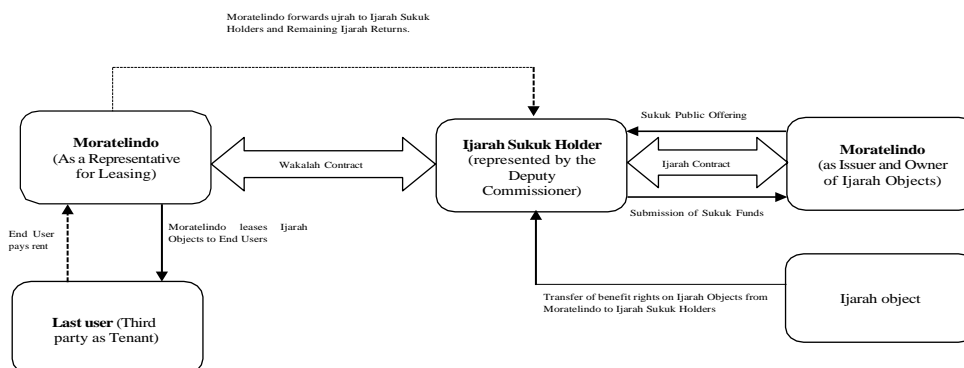 Moratelindo forwards ujrah to Ijarah Sukuk
Holders and Remaining Ijarah Returns.
Moratelindo
(As a Representative
for Leasing)
Wakalah Contract
Ijarah Sukuk Holder
(represented by the
Deputy
Commissioner)
Sukuk Public Offering
Ijarah Contract
Submission of Sukuk Funds
Moratelindo
(as Issuer and Owner
of Ijarah Objects)
End User
pays rent
Moratelindo leases Ijarah
Objects to End Users
Last user (Third
party as Tenant)
Transfer of benefit rights on Ijarah Objects from
Moratelindo to Ijarah Sukuk Holders
Ijarah object